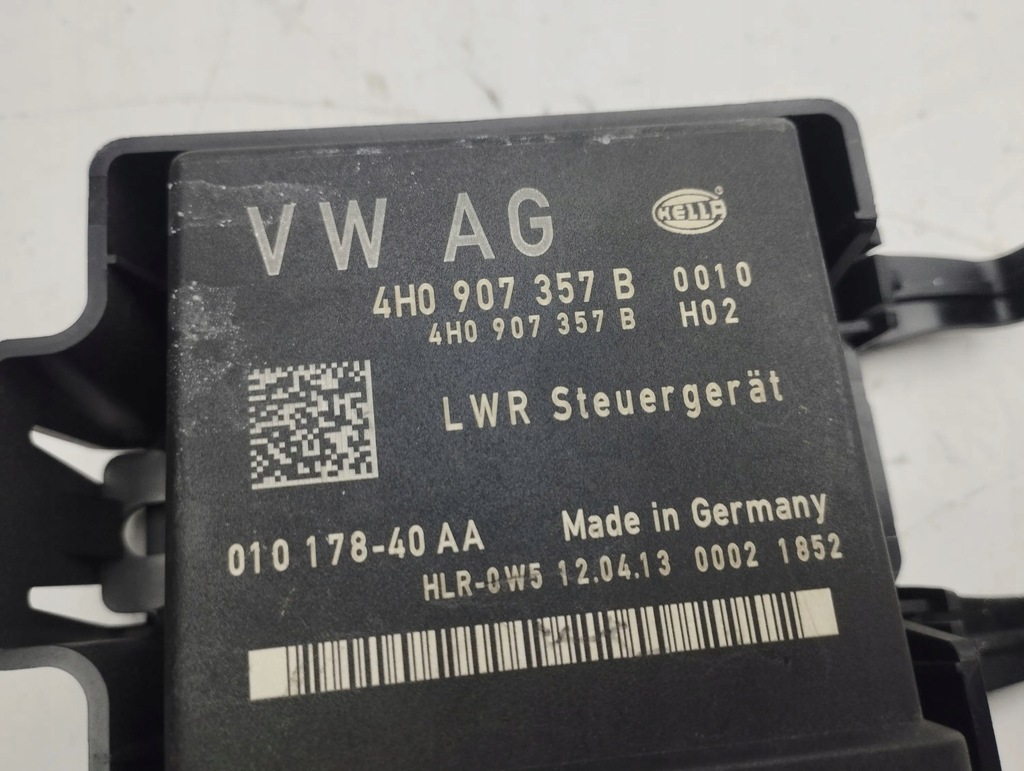 VW AG
HELLA
4H0 907 357 B 0010
4H0 907 357 B H02
LWR Steuergerät
010 178-40 AA
Made in Germany
HLR-0W5 12.04.13 0002 1852